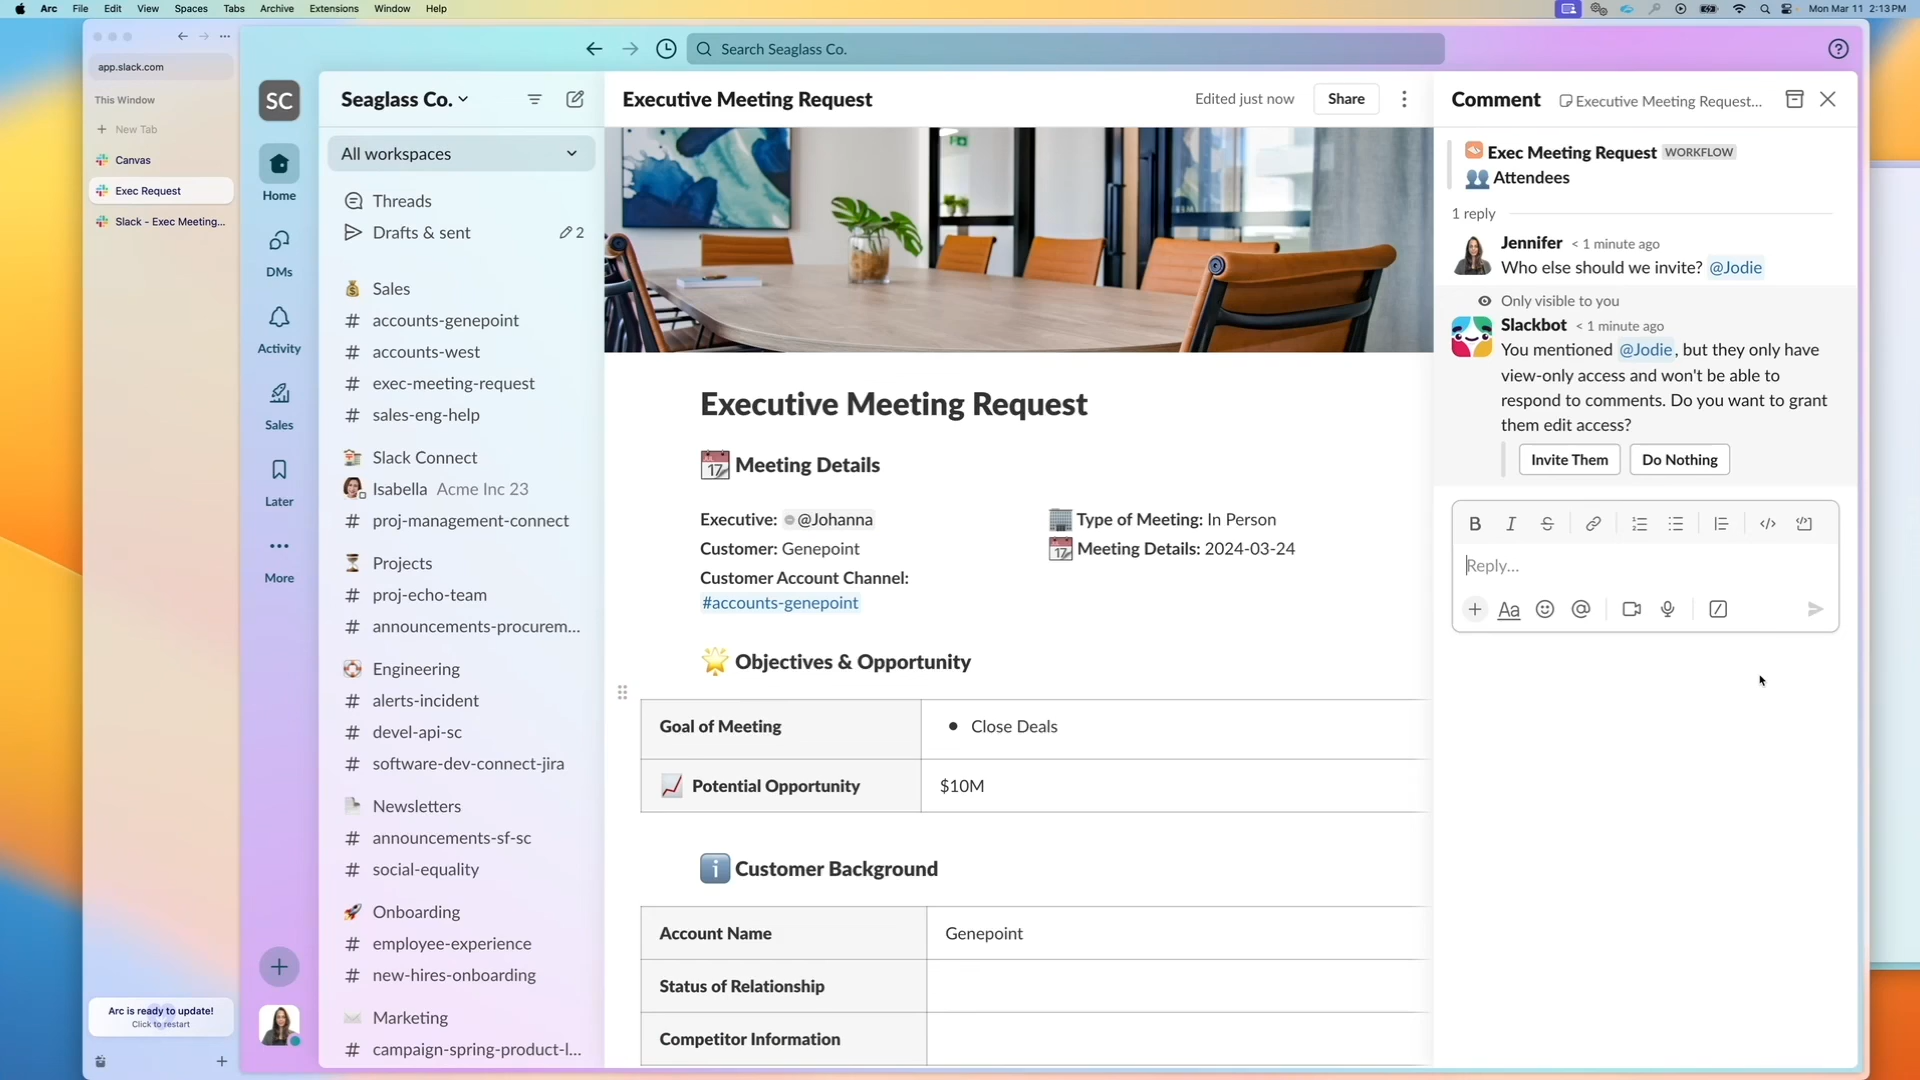 Arc File Edit View Spaces Tabs Archive Extensions Window Help
Mon Mar 11 2:13 PM
app.slack.com
This Window
New Tab
Canvas
Exec Request
Slack - Exec Meeting...
Arc is ready to update!
Click to restart
Search Seaglass Co.
SC
Home
DMs
Activity
Sales
Later
More
Seaglass Co.
All workspaces
Threads
Drafts & sent 2
Sales
# accounts-genepoint
# accounts-west
# exec-meeting-request
# sales-eng-help
Slack Connect
Isabella Acme Inc 23
# proj-management-connect
Projects
# proj-echo-team
# announcements-procurem...
Engineering
# alerts-incident
# devel-api-sc
# software-dev-connect-jira
Newsletters
# announcements-sf-sc
# social-equality
Onboarding
# employee-experience
# new-hires-onboarding
Marketing
# campaign-spring-product-l...
Executive Meeting Request
Edited just now
Share
Executive Meeting Request
17 Meeting Details
Executive: @Johanna
Customer: Genepoint
Customer Account Channel:
#accounts-genepoint
Type of Meeting: In Person
17 Meeting Details: 2024-03-24
Objectives & Opportunity
Goal of Meeting
• Close Deals
Potential Opportunity
$10M
Customer Background
Account Name
Genepoint
Status of Relationship
Competitor Information
Comment
Executive Meeting Request...
Exec Meeting Request WORKFLOW
Attendees
1 reply
Jennifer < 1 minute ago
Who else should we invite? @Jodie
Only visible to you
Slackbot < 1 minute ago
You mentioned @Jodie, but they only have
view-only access and won't be able to
respond to comments. Do you want to grant
them edit access?
Invite Them
Do Nothing
B I S
Reply...
Aa